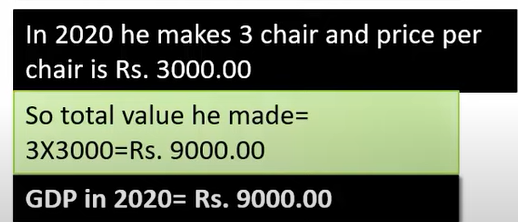 In 2020 he makes 3 chair and price per
chair is Rs. 3000.00
So total value he made=
3X3000=Rs. 9000.00
GDP in 2020= Rs. 9000.00